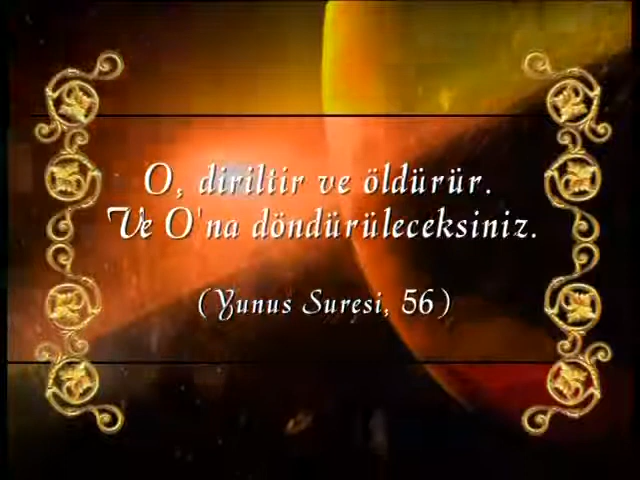 O, diriltir ve öldürür.
Ve O'na döndürüleceksiniz.
(Yunus Suresi, 56)